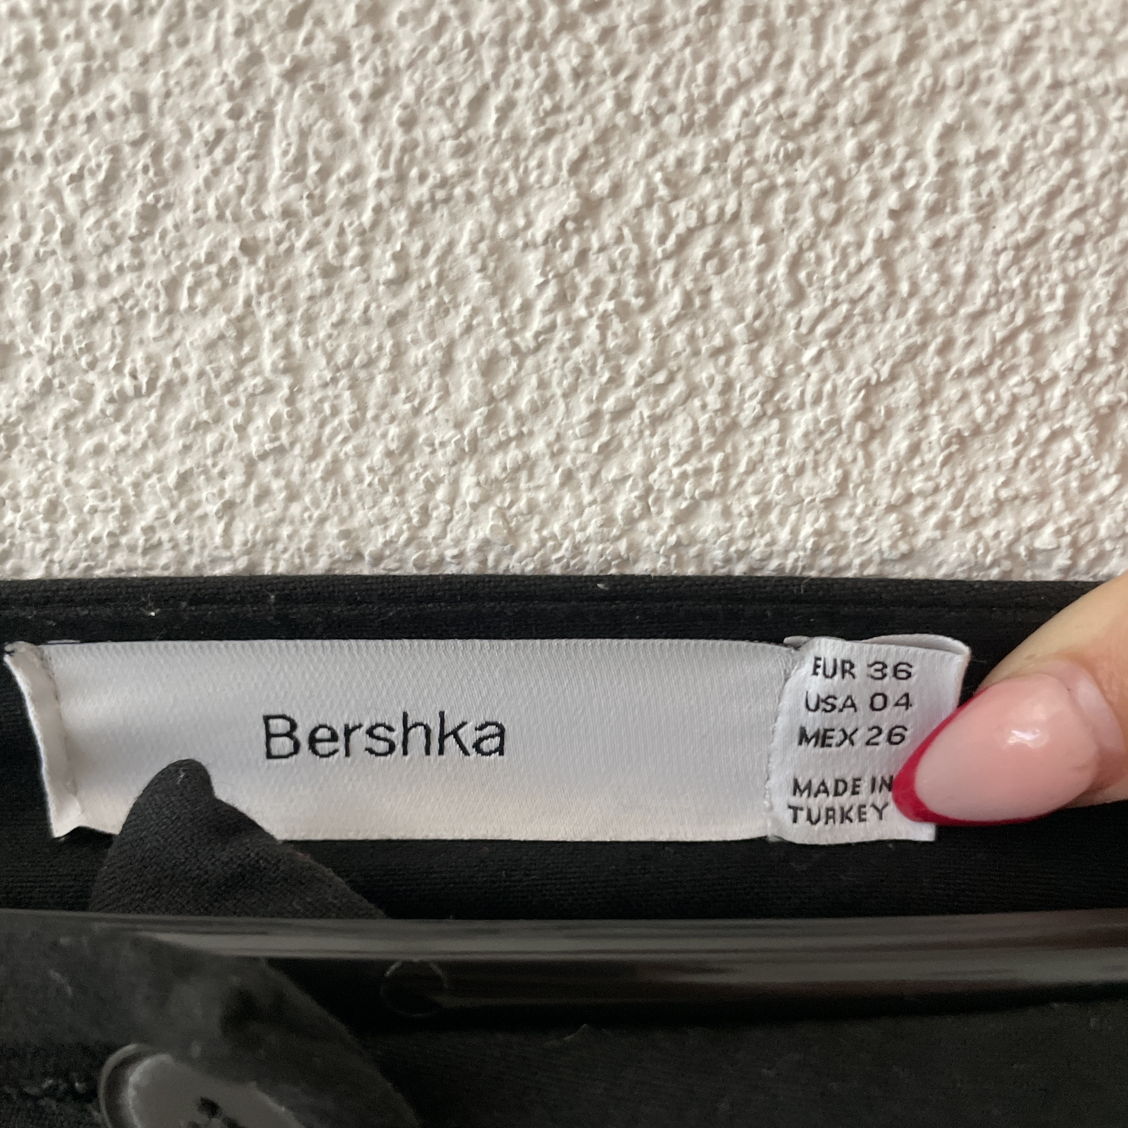 Bershka
EUR 36
USA 04
MEX 26
MADE IN
TURKEY